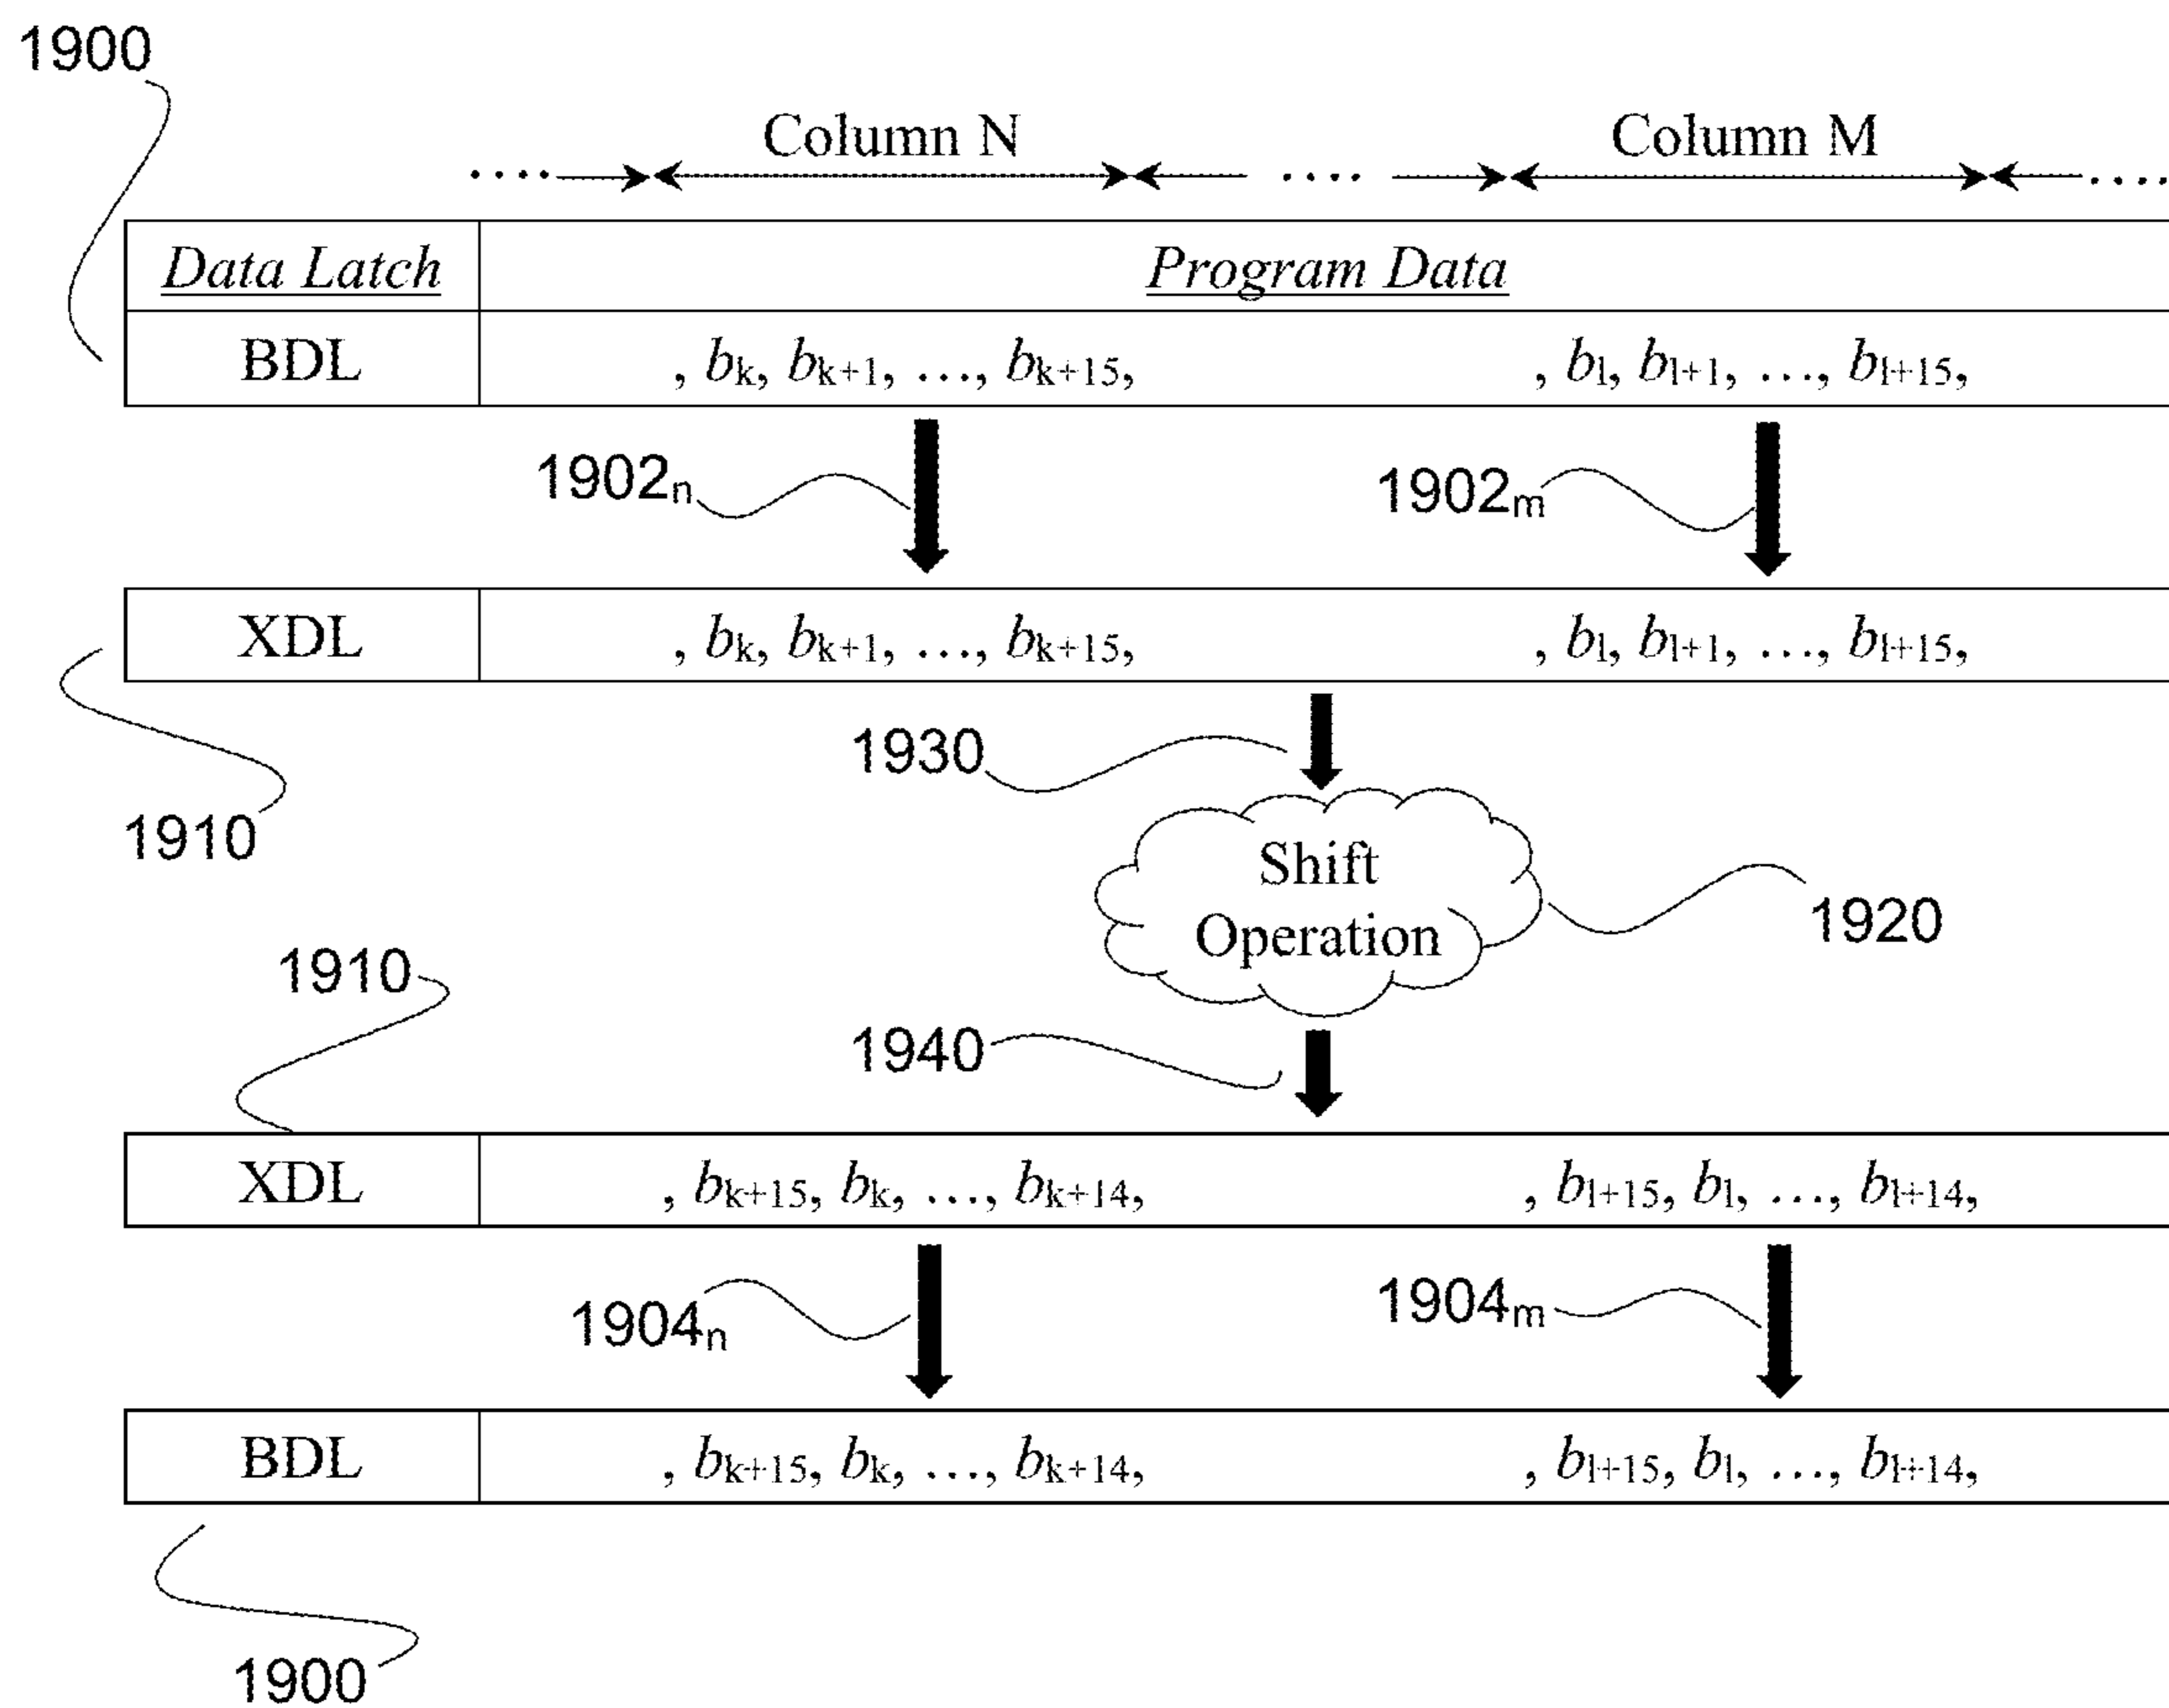 1900
Column N Column M
.... .... ....
Data Latch Program Data
BDL , bk, bk+1, ..., bk+15, , bl, bl+1, ..., bl+15,
1902n 1902m
XDL , bk, bk+1, ..., bk+15, , bl, bl+1, ..., bl+15,
1930
1910
Shift
Operation
1920
1910
1940
XDL , bk+15, bk, ..., bk+14, , bl+15, bl, ..., bl+14,
1904n 1904m
BDL , bk+15, bk, ..., bk+14, , bl+15, bl, ..., bl+14,
1900